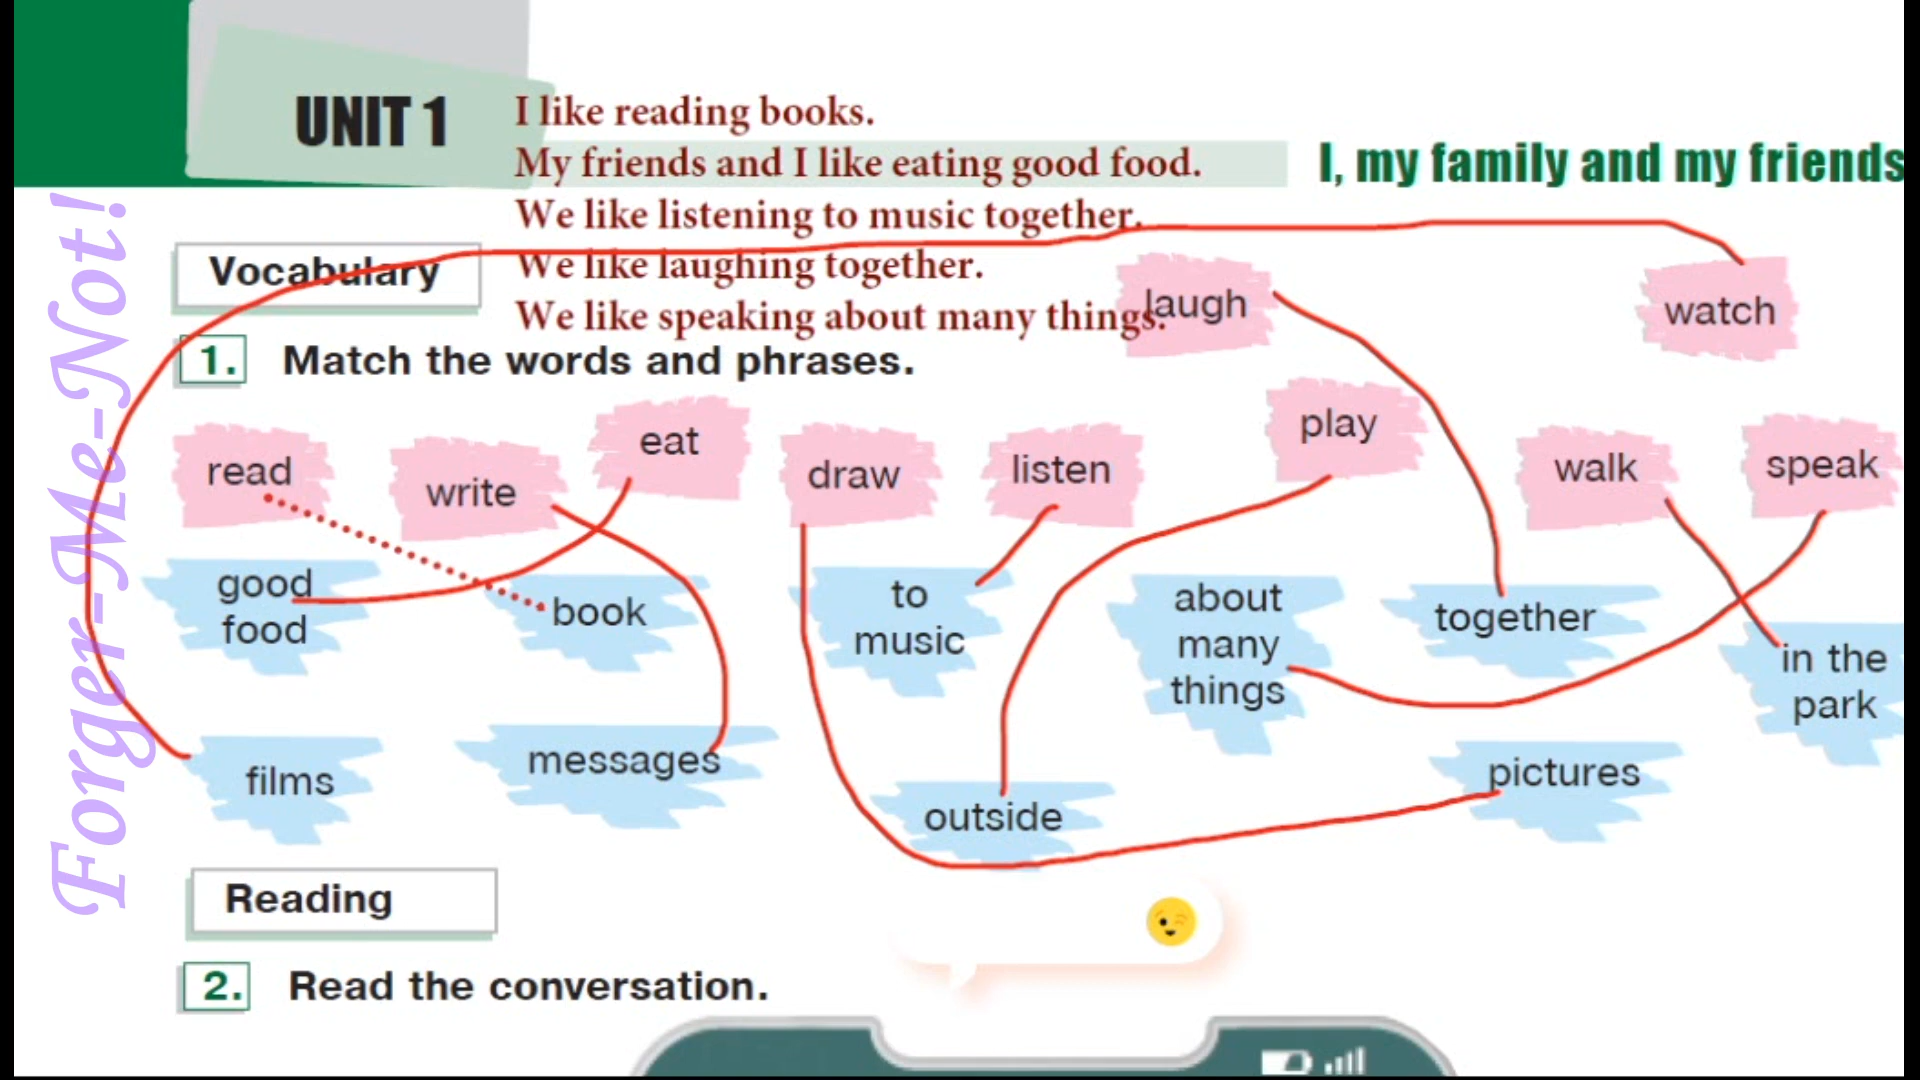 UNIT 1
I like reading books.
My friends and I like eating good food.
I, my family and my friends
We like listening to music together.
We like laughing together.
We like speaking about many things.
Vocabulary
1. Match the words and phrases.
laugh
watch
read
write
eat
draw
listen
play
walk
speak
good
food
book
to
music
about
many
things
together
in the
park
films
messages
outside
pictures
Reading
2. Read the conversation.
Forger-Me-Not!